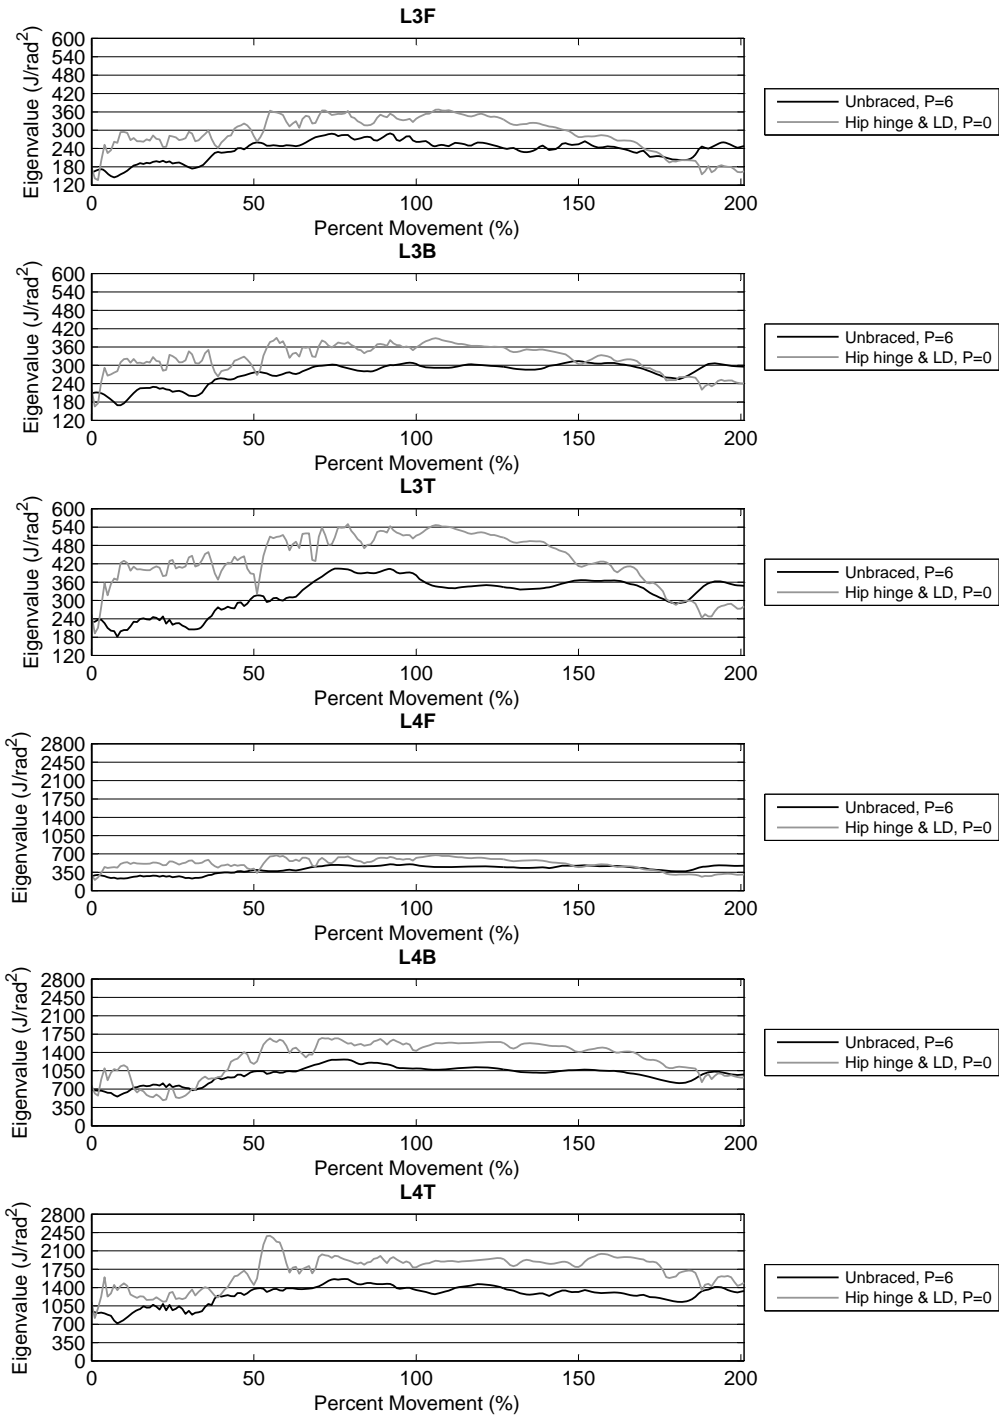 L3F
Eigenvalue (J/rad²)
600
540
480
420
360
300
240
180
120
0 50 100 150 200
Percent Movement (%)
Unbraced, P=6
Hip hinge & LD, P=0
L3B
Eigenvalue (J/rad²)
600
540
480
420
360
300
240
180
120
0 50 100 150 200
Percent Movement (%)
Unbraced, P=6
Hip hinge & LD, P=0
L3T
Eigenvalue (J/rad²)
600
540
480
420
360
300
240
180
120
0 50 100 150 200
Percent Movement (%)
Unbraced, P=6
Hip hinge & LD, P=0
L4F
Eigenvalue (J/rad²)
2800
2450
2100
1750
1400
1050
700
350
0
0 50 100 150 200
Percent Movement (%)
Unbraced, P=6
Hip hinge & LD, P=0
L4B
Eigenvalue (J/rad²)
2800
2450
2100
1750
1400
1050
700
350
0
0 50 100 150 200
Percent Movement (%)
Unbraced, P=6
Hip hinge & LD, P=0
L4T
Eigenvalue (J/rad²)
2800
2450
2100
1750
1400
1050
700
350
0
0 50 100 150 200
Percent Movement (%)
Unbraced, P=6
Hip hinge & LD, P=0